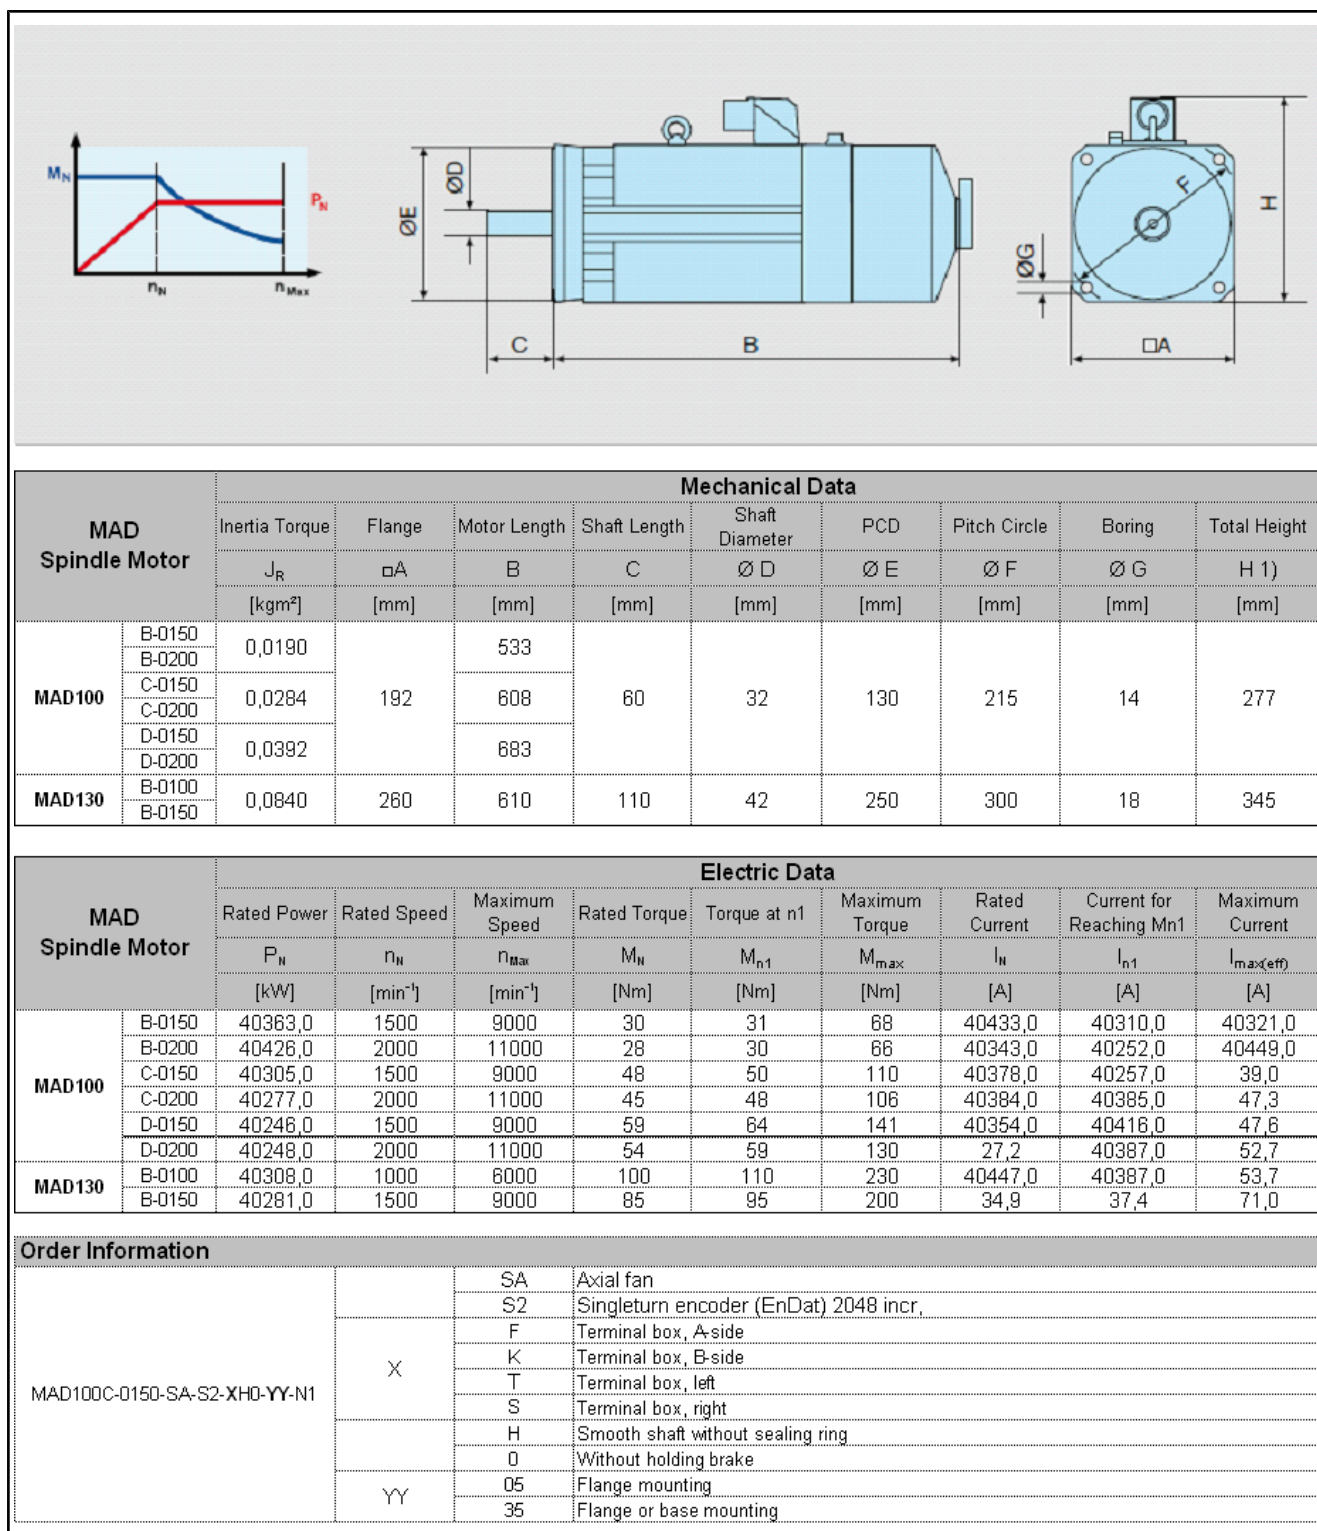 M_N
P_N
n_N
n_Max
ØE
ØD
C
B
F
ØG
H
□A
MAD
Spindle Motor
Mechanical Data
Inertia Torque Flange Motor Length Shaft Length Shaft Diameter PCD Pitch Circle Boring Total Height
J_R □A B C Ø D Ø E Ø F Ø G H 1)
[kgm²] [mm] [mm] [mm] [mm] [mm] [mm] [mm] [mm]
MAD100
B-0150
B-0200
0,0190 533
C-0150
C-0200
0,0284 192 608 60 32 130 215 14 277
D-0150
D-0200
0,0392 683
MAD130
B-0100
B-0150
0,0840 260 610 110 42 250 300 18 345
MAD
Spindle Motor
Electric Data
Rated Power Rated Speed Maximum Speed Rated Torque Torque at n1 Maximum Torque Rated Current Current for Reaching Mn1 Maximum Current
P_N n_N n_Max M_N M_n1 M_max I_N I_n1 I_max(eff)
[kW] [min⁻¹] [min⁻¹] [Nm] [Nm] [Nm] [A] [A] [A]
MAD100
B-0150 40363,0 1500 9000 30 31 68 40433,0 40310,0 40321,0
B-0200 40426,0 2000 11000 28 30 66 40343,0 40252,0 40449,0
C-0150 40305,0 1500 9000 48 50 110 40378,0 40257,0 39,0
C-0200 40277,0 2000 11000 45 48 106 40384,0 40385,0 47,3
D-0150 40246,0 1500 9000 59 64 141 40354,0 40416,0 47,6
D-0200 40248,0 2000 11000 54 59 130 27,2 40387,0 52,7
MAD130
B-0100 40308,0 1000 6000 100 110 230 40447,0 40387,0 53,7
B-0150 40281,0 1500 9000 85 95 200 34,9 37,4 71,0
Order Information
MAD100C-0150-SA-S2-XH0-YY-N1
SA Axial fan
S2 Singleturn encoder (EnDat) 2048 incr,
X
F Terminal box, A-side
K Terminal box, B-side
T Terminal box, left
S Terminal box, right
H Smooth shaft without sealing ring
0 Without holding brake
YY
05 Flange mounting
35 Flange or base mounting